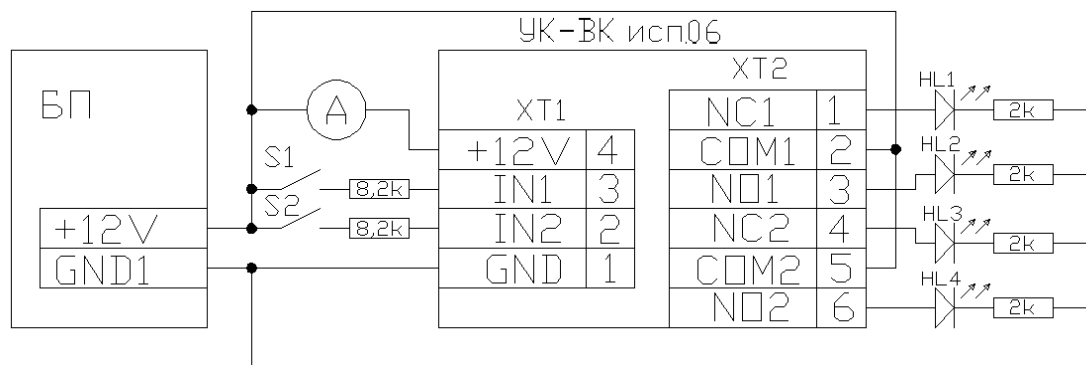 УК-ВК исп.06
БП
A
XT1
XT2
+12V 4
IN1 3
IN2 2
GND 1
NC1 1
COM1 2
NO1 3
NC2 4
COM2 5
NO2 6
S1
8,2k
S2
8,2k
+12V
GND1
HL1
2k
HL2
2k
HL3
2k
HL4
2k